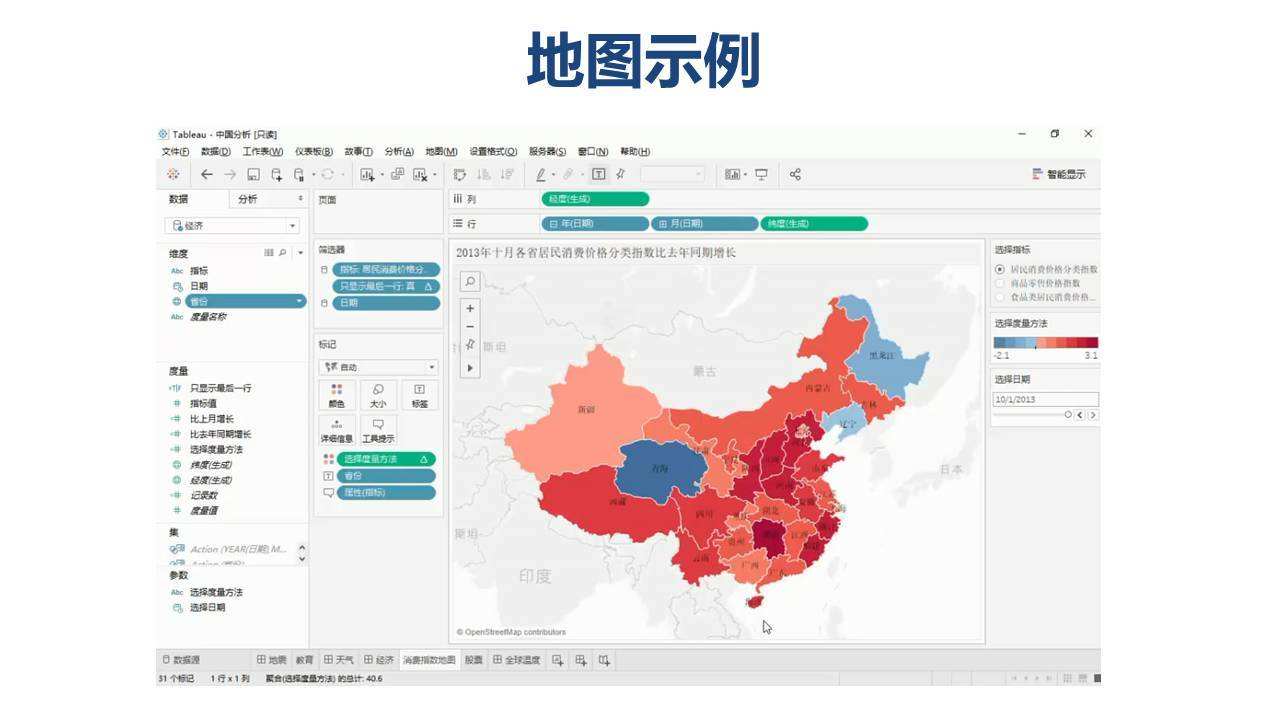 地图示例
Tableau - 中国分析 [只读]
文件(F) 数据(D) 工作表(W) 仪表板(B) 故事(T) 分析(A) 地图(M) 设置格式(O) 服务器(S) 窗口(N) 帮助(H)
智能显示
数据 分析
经济
维度
Abc 指标
日期
省份
Abc 度量名称
度量
只显示最后一行
指标值
比上月增长
比去年同期增长
选择度量方法
纬度(生成)
经度(生成)
记录数
度量值
集
Action (YEAR(日期) M...
参数
Abc 选择度量方法
选择日期
页面
筛选器
指标: 居民消费价格分..
只显示最后一行: 真
日期
标记
自动
颜色 大小 标签
详细信息 工具提示
选择度量方法
省份
属性(指标)
列 经度(生成)
行 年(日期) 月(日期) 纬度(生成)
2013年十月各省居民消费价格分类指数比去年同期增长
斯坦
蒙古
黑龙江
内蒙古
吉林
辽宁
新疆
日本
青海
西藏
四川
湖北
斯坦
云南
贵州
江西
广西
广东
印度
© OpenStreetMap contributors
选择指标
居民消费价格分类指数
商品零售价格指数
食品类居民消费价格...
选择度量方法
-2.1 3.1
选择日期
10/1/2013
数据源 地震 教育 天气 经济 消费指数地图 股票 全球温度
31 个标记 1 行 x 1 列 聚合(选择度量方法) 的总计: 40.6